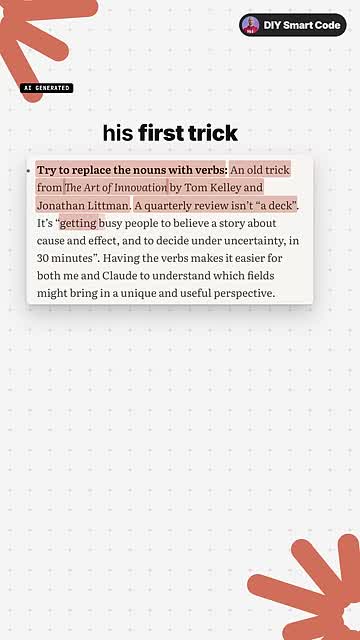 DIY Smart Code
AI GENERATED
his first trick
• Try to replace the nouns with verbs: An old trick
from The Art of Innovation by Tom Kelley and
Jonathan Littman. A quarterly review isn’t “a deck”.
It’s “getting busy people to believe a story about
cause and effect, and to decide under uncertainty, in
30 minutes”. Having the verbs makes it easier for
both me and Claude to understand which fields
might bring in a unique and useful perspective.